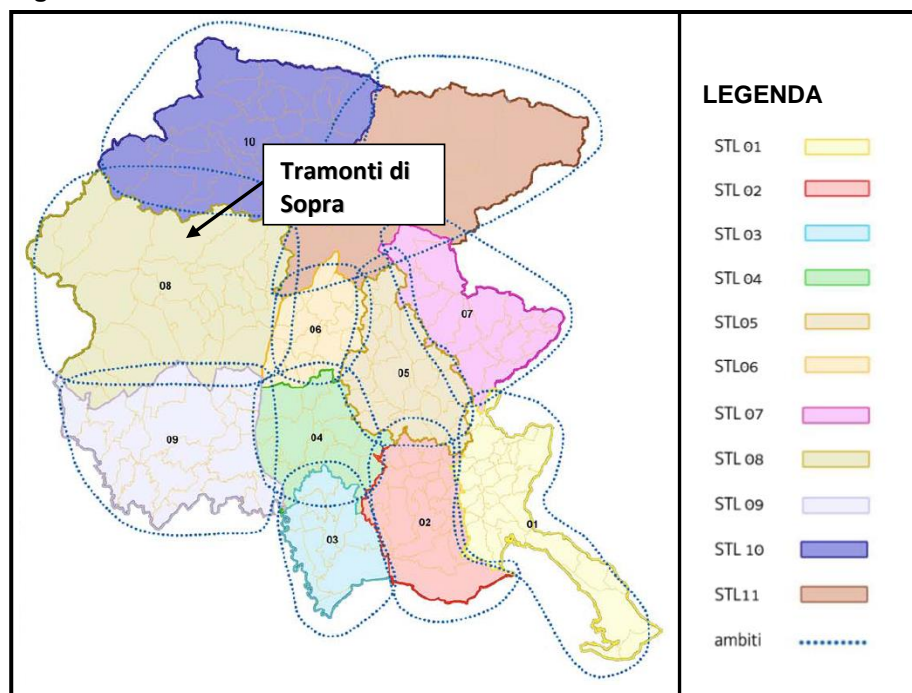 10
Tramonti di
Sopra
08
06
07
05
09
04
03
02
01
LEGENDA
STL 01
STL 02
STL 03
STL 04
STL05
STL06
STL 07
STL 08
STL 09
STL 10
STL11
ambiti